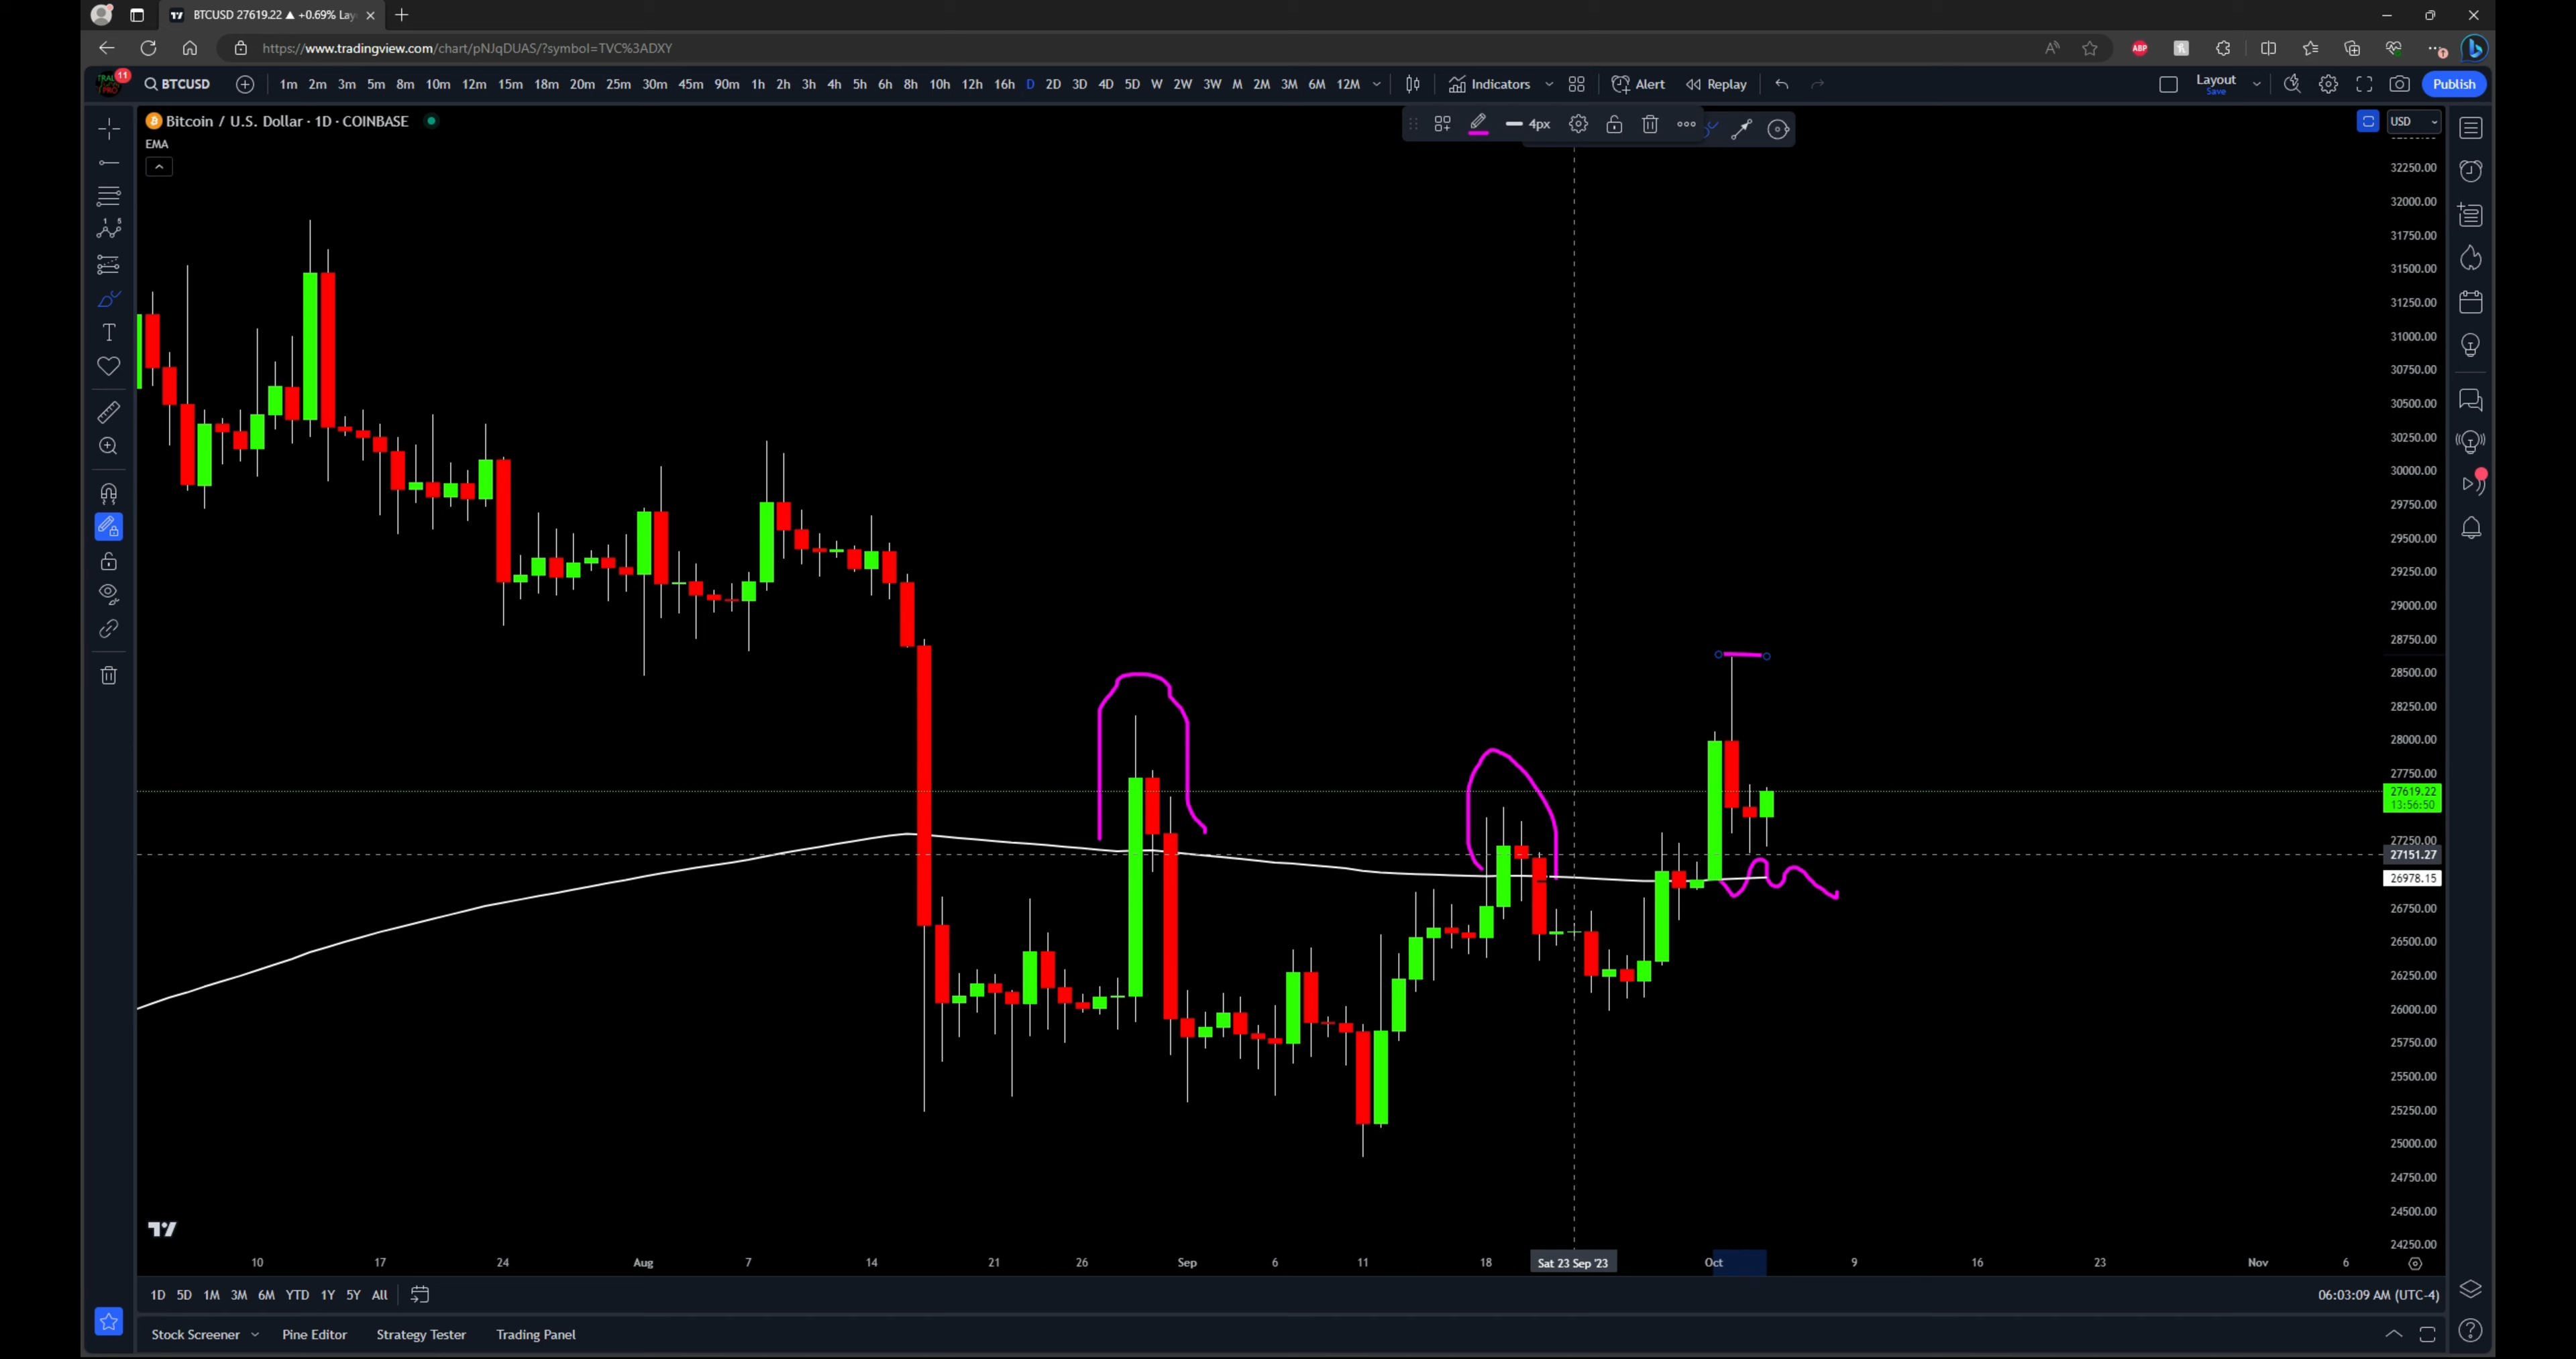 BTCUSD 27619.22 ▲ +0.69% Lay
https://www.tradingview.com/chart/pNJqDUAS/?symbol=TVC%3ADXY
ABP
11
BTCUSD
1m 2m 3m 5m 8m 10m 12m 15m 18m 20m 25m 30m 45m 90m 1h 2h 3h 4h 5h 6h 8h 10h 12h 16h D 2D 3D 4D 5D W 2W 3W M 2M 3M 6M 12M
Indicators
Alert
Replay
Layout
Save
Publish
Bitcoin / U.S. Dollar · 1D · COINBASE
EMA
4px
USD
32250.00
32000.00
31750.00
31500.00
31250.00
31000.00
30750.00
30500.00
30250.00
30000.00
29750.00
29500.00
29250.00
29000.00
28750.00
28500.00
28250.00
28000.00
27750.00
27619.22
13:56:50
27250.00
27151.27
26978.15
26750.00
26500.00
26250.00
26000.00
25750.00
25500.00
25250.00
25000.00
24750.00
24500.00
24250.00
10 17 24 Aug 7 14 21 26 Sep 6 11 18 Sat 23 Sep '23 Oct 9 16 23 Nov 6
1D 5D 1M 3M 6M YTD 1Y 5Y All
06:03:09 AM (UTC-4)
Stock Screener Pine Editor Strategy Tester Trading Panel